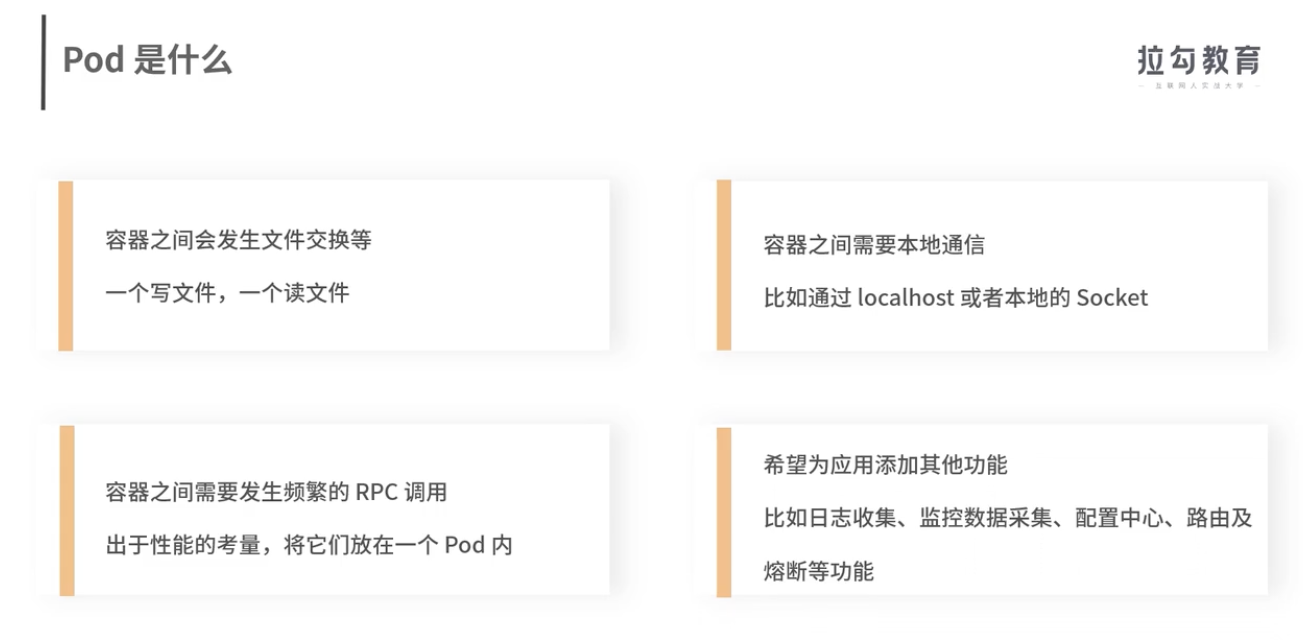 Pod 是什么
拉勾教育
— 互联网人实战大学 —
容器之间会发生文件交换等
一个写文件，一个读文件
容器之间需要本地通信
比如通过 localhost 或者本地的 Socket
容器之间需要发生频繁的 RPC 调用
出于性能的考量，将它们放在一个 Pod 内
希望为应用添加其他功能
比如日志收集、监控数据采集、配置中心、路由及
熔断等功能